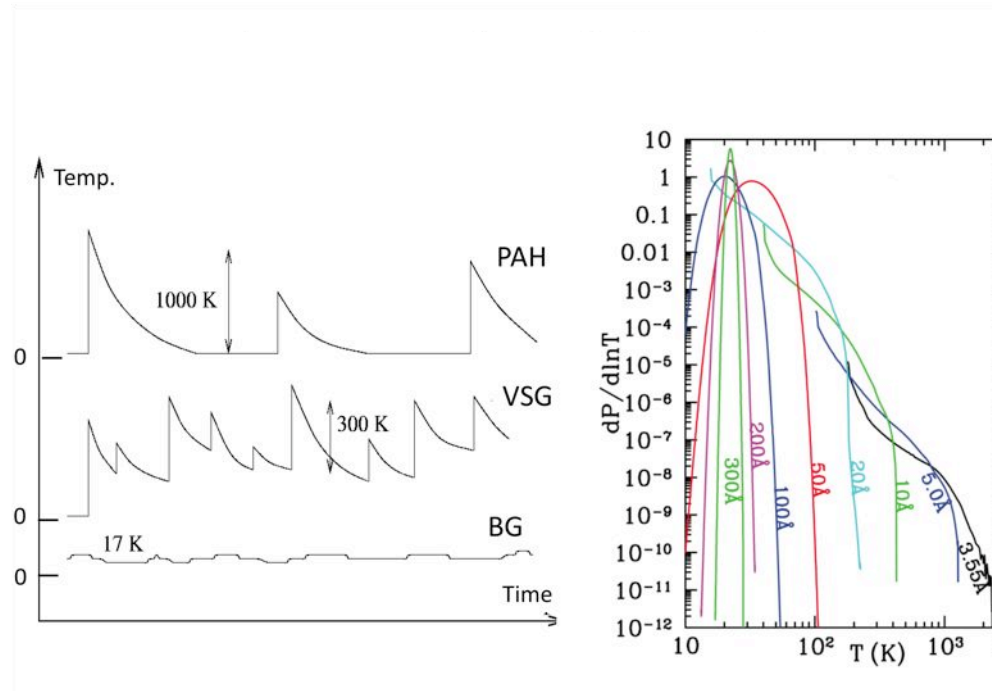 Temp.
PAH
1000 K
0
VSG
300 K
0
BG
17 K
0
Time
10
1
0.1
0.01
10⁻³
10⁻⁴
10⁻⁵
10⁻⁶
10⁻⁷
10⁻⁸
10⁻⁹
10⁻¹⁰
10⁻¹¹
10⁻¹²
dP/dlnT
300Å
200Å
100Å
50Å
20Å
10Å
5.0Å
3.55Å
10
10²
10³
T (K)